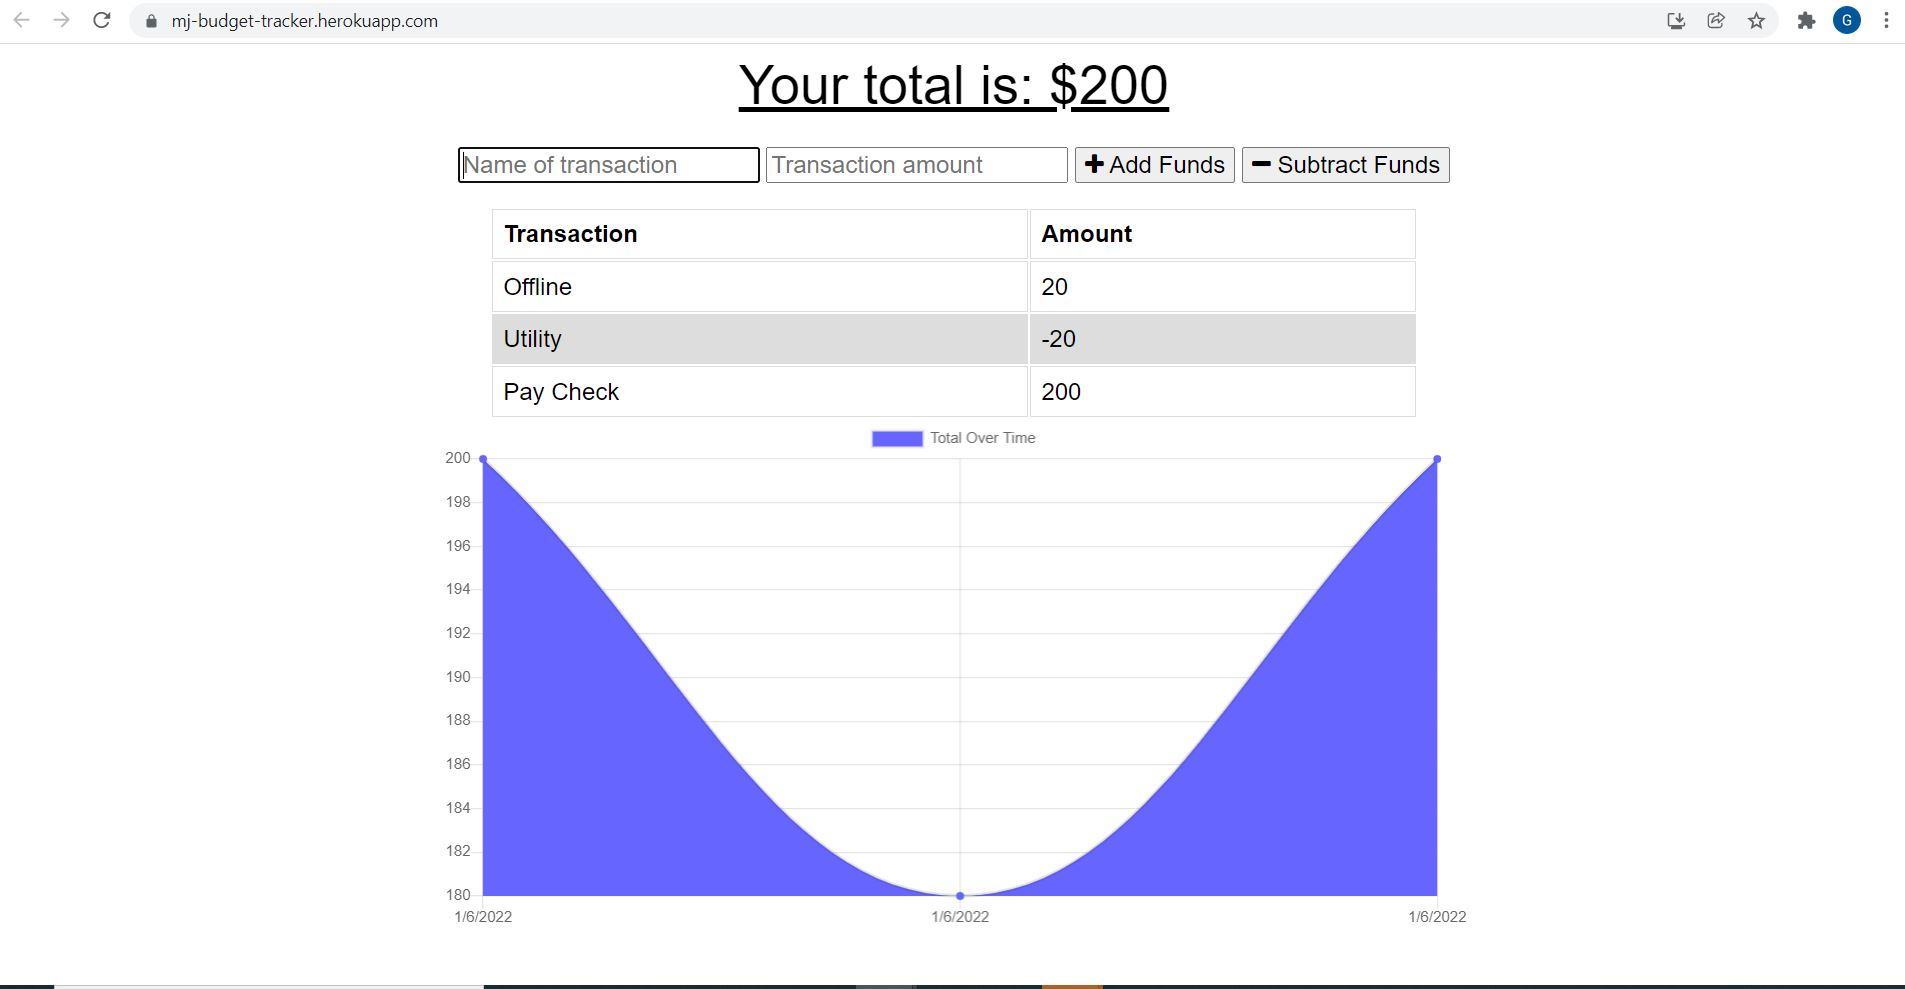 mj-budget-tracker.herokuapp.com
G
Your total is: $200
Name of transaction Transaction amount Add Funds Subtract Funds
Transaction Amount
Offline 20
Utility -20
Pay Check 200
Total Over Time
200
198
196
194
192
190
188
186
184
182
180
1/6/2022 1/6/2022 1/6/2022